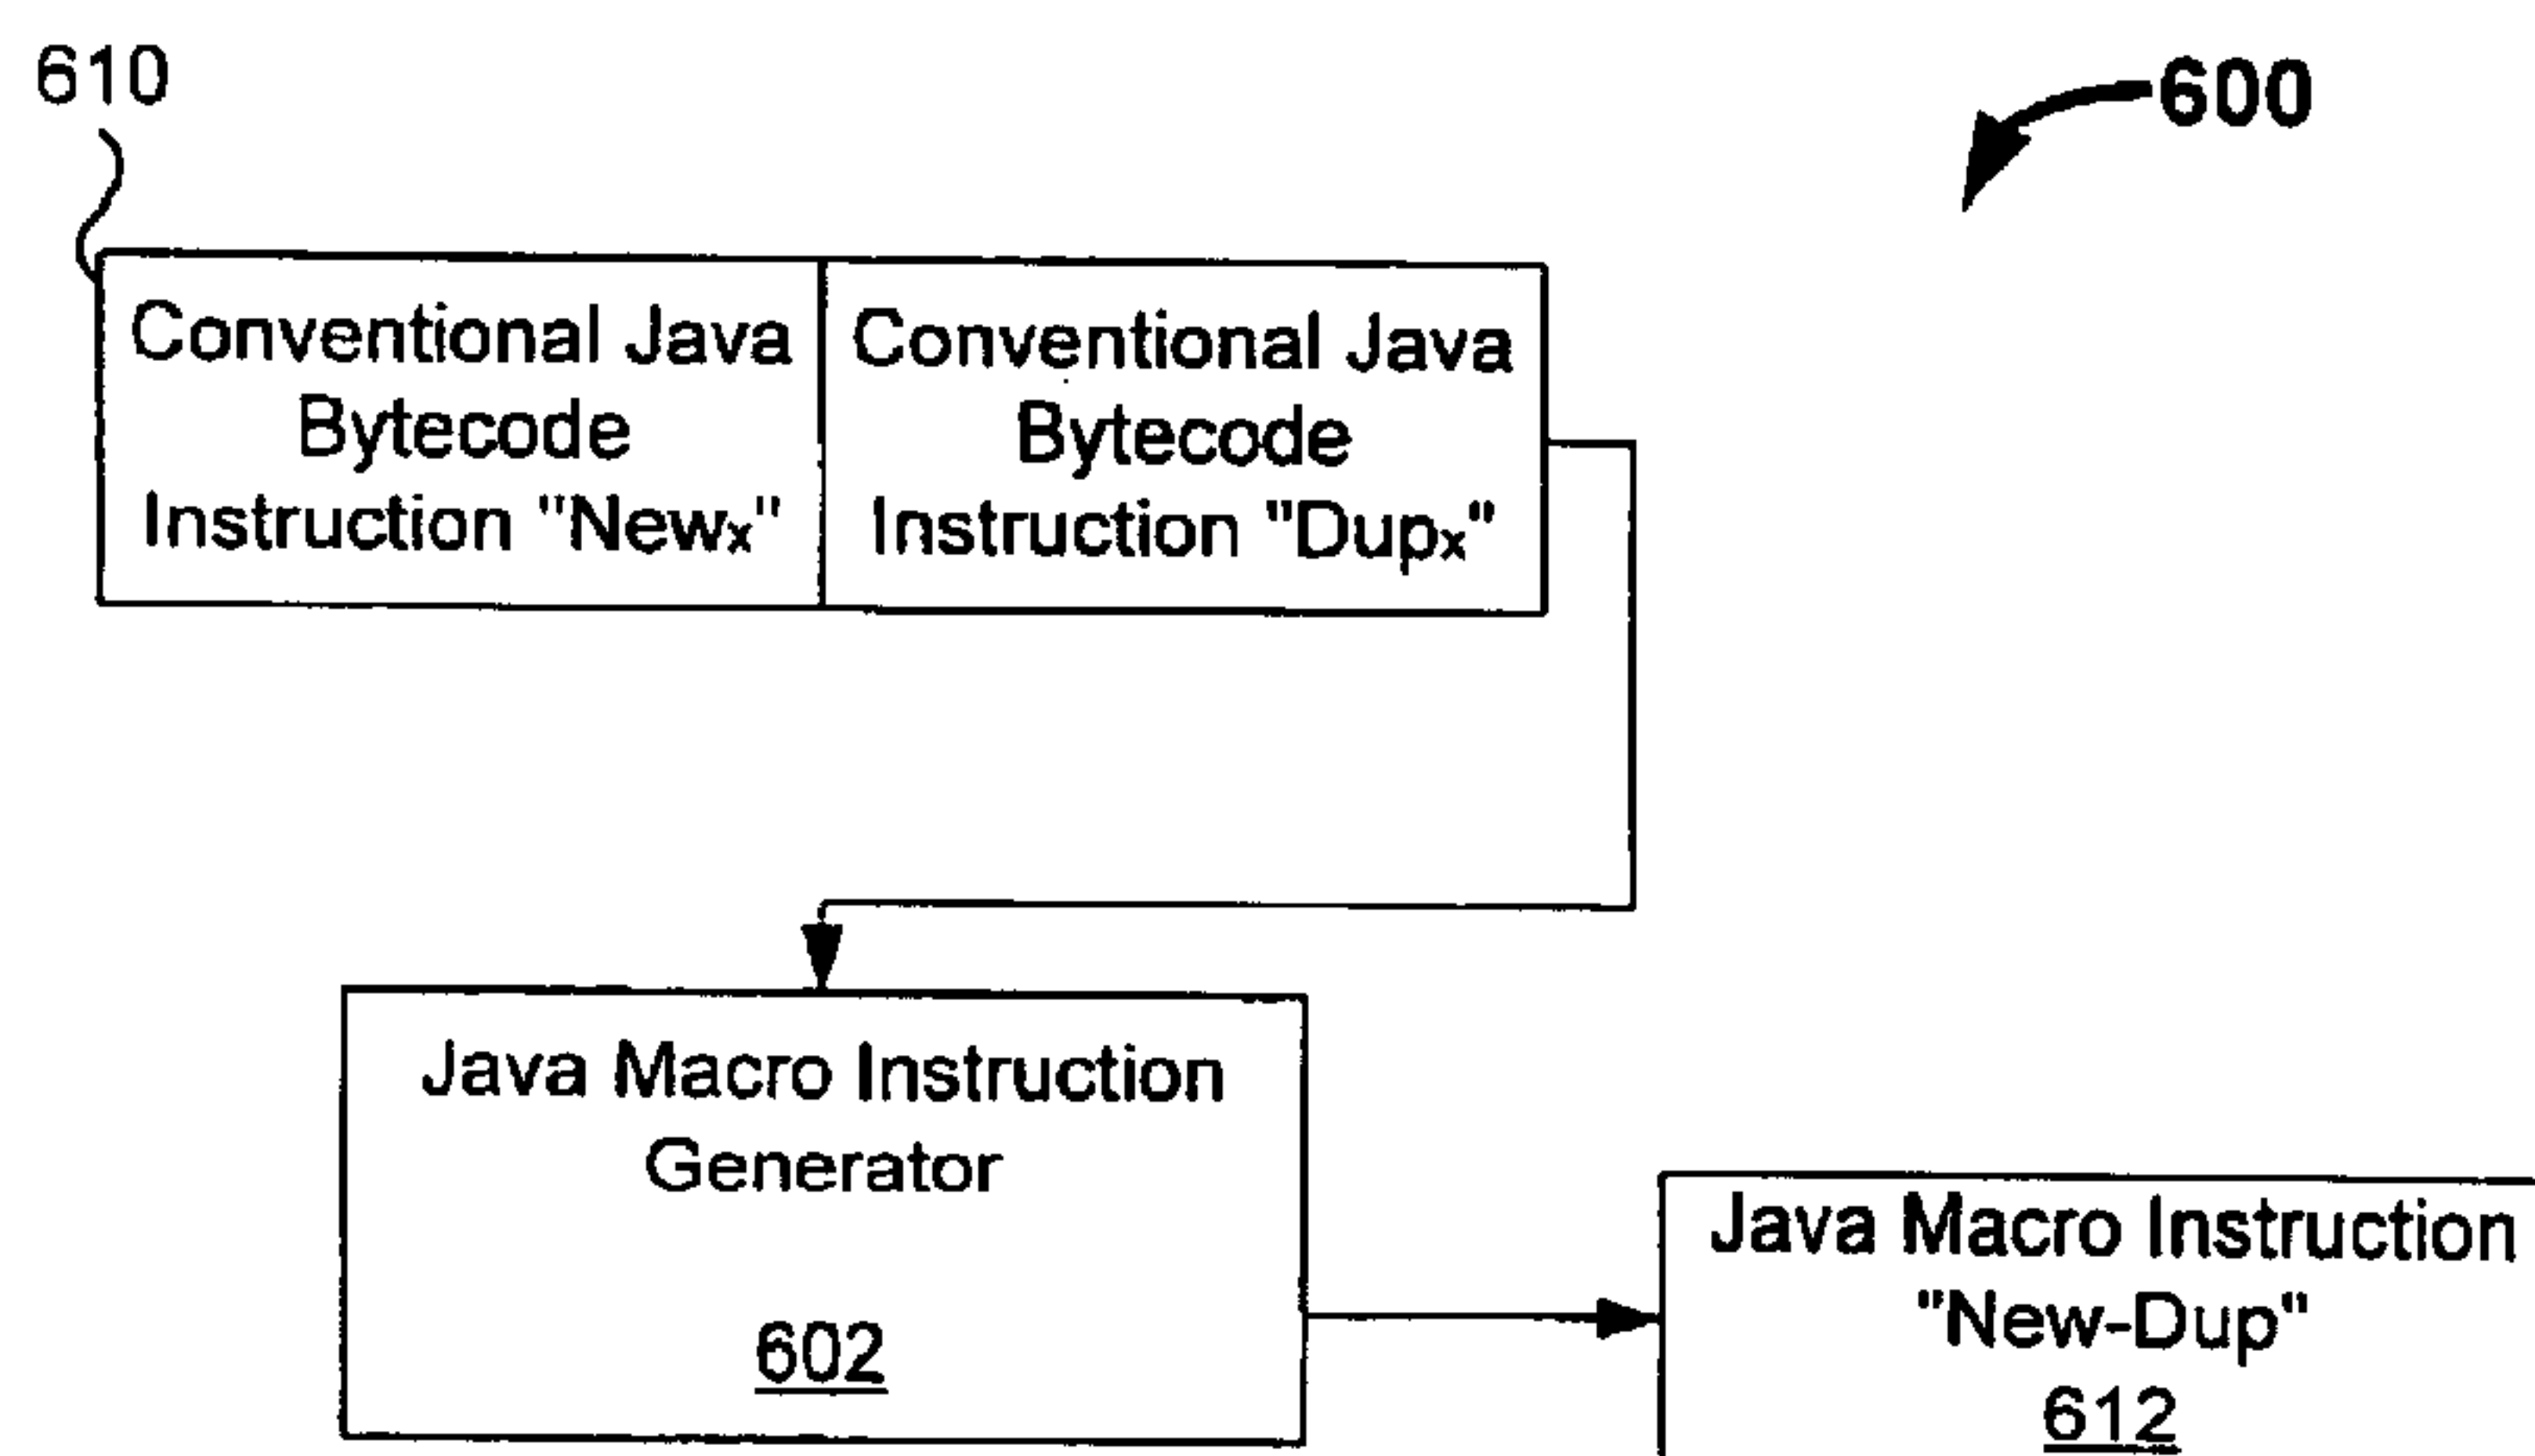 610
600
Conventional Java
Bytecode
Instruction "Newx"
Conventional Java
Bytecode
Instruction "Dupx"
Java Macro Instruction
Generator
602
Java Macro Instruction
"New-Dup"
612